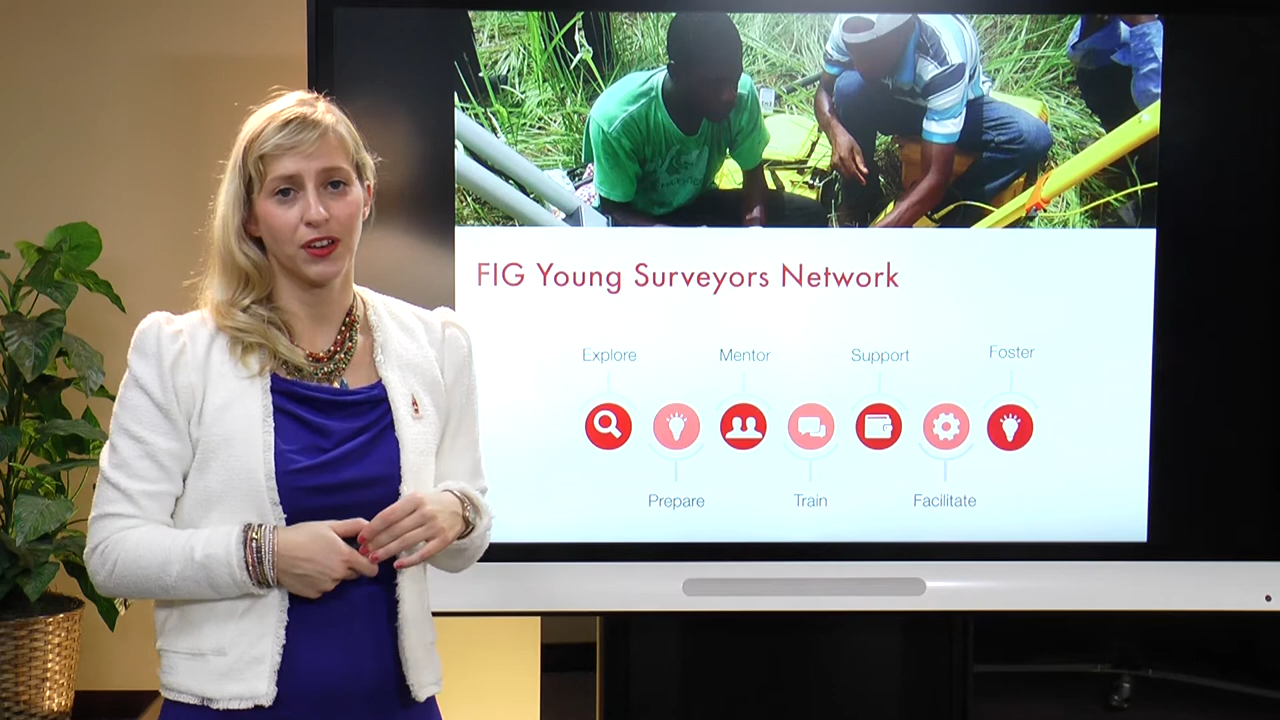 FIG Young Surveyors Network
Explore Mentor Support Foster
Prepare Train Facilitate